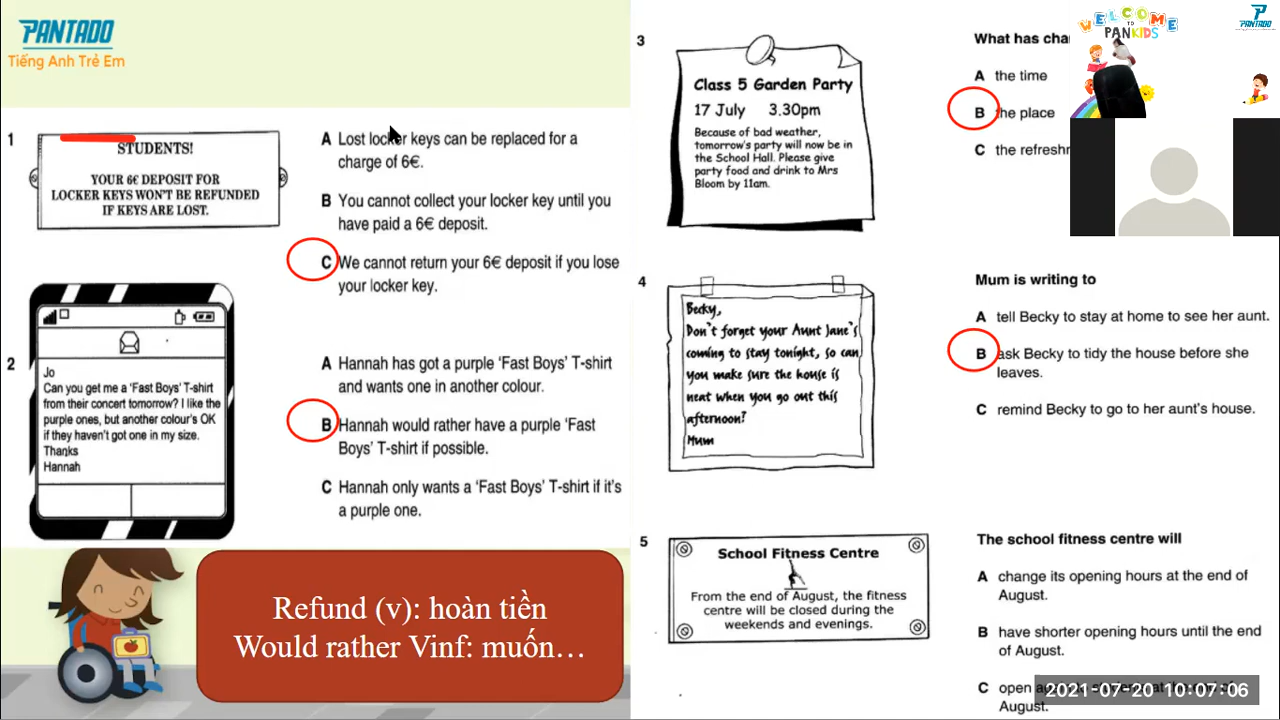 PANTADO
Tiếng Anh Trẻ Em
1
STUDENTS!
YOUR 6€ DEPOSIT FOR
LOCKER KEYS WON'T BE REFUNDED
IF KEYS ARE LOST.
A Lost locker keys can be replaced for a
charge of 6€.
B You cannot collect your locker key until you
have paid a 6€ deposit.
C We cannot return your 6€ deposit if you lose
your locker key.
2
Jo
Can you get me a 'Fast Boys' T-shirt
from their concert tomorrow? I like the
purple ones, but another colour's OK
if they haven't got one in my size.
Thanks
Hannah
A Hannah has got a purple 'Fast Boys' T-shirt
and wants one in another colour.
B Hannah would rather have a purple 'Fast
Boys' T-shirt if possible.
C Hannah only wants a 'Fast Boys' T-shirt if it's
a purple one.
Refund (v): hoàn tiền
Would rather Vinf: muốn…
3
Class 5 Garden Party
17 July 3.30pm
Because of bad weather,
tomorrow's party will now be in
the School Hall. Please give
party food and drink to Mrs
Bloom by 11am.
What has
A the time
B the place
C the
WELCOME
TO
PANKIDS
PANTADO
4
Becky,
Don't forget your Aunt Jane's
coming to stay tonight, so can
you make sure the house is
neat when you go out this
afternoon?
Mum
Mum is writing to
A tell Becky to stay at home to see her aunt.
B ask Becky to tidy the house before she
leaves.
C remind Becky to go to her aunt's house.
5
School Fitness Centre
From the end of August, the fitness
centre will be closed during the
weekends and evenings.
The school fitness centre will
A change its opening hours at the end of
August.
B have shorter opening hours until the end
of August.
C open
August.
2021-07-20 10:07:06